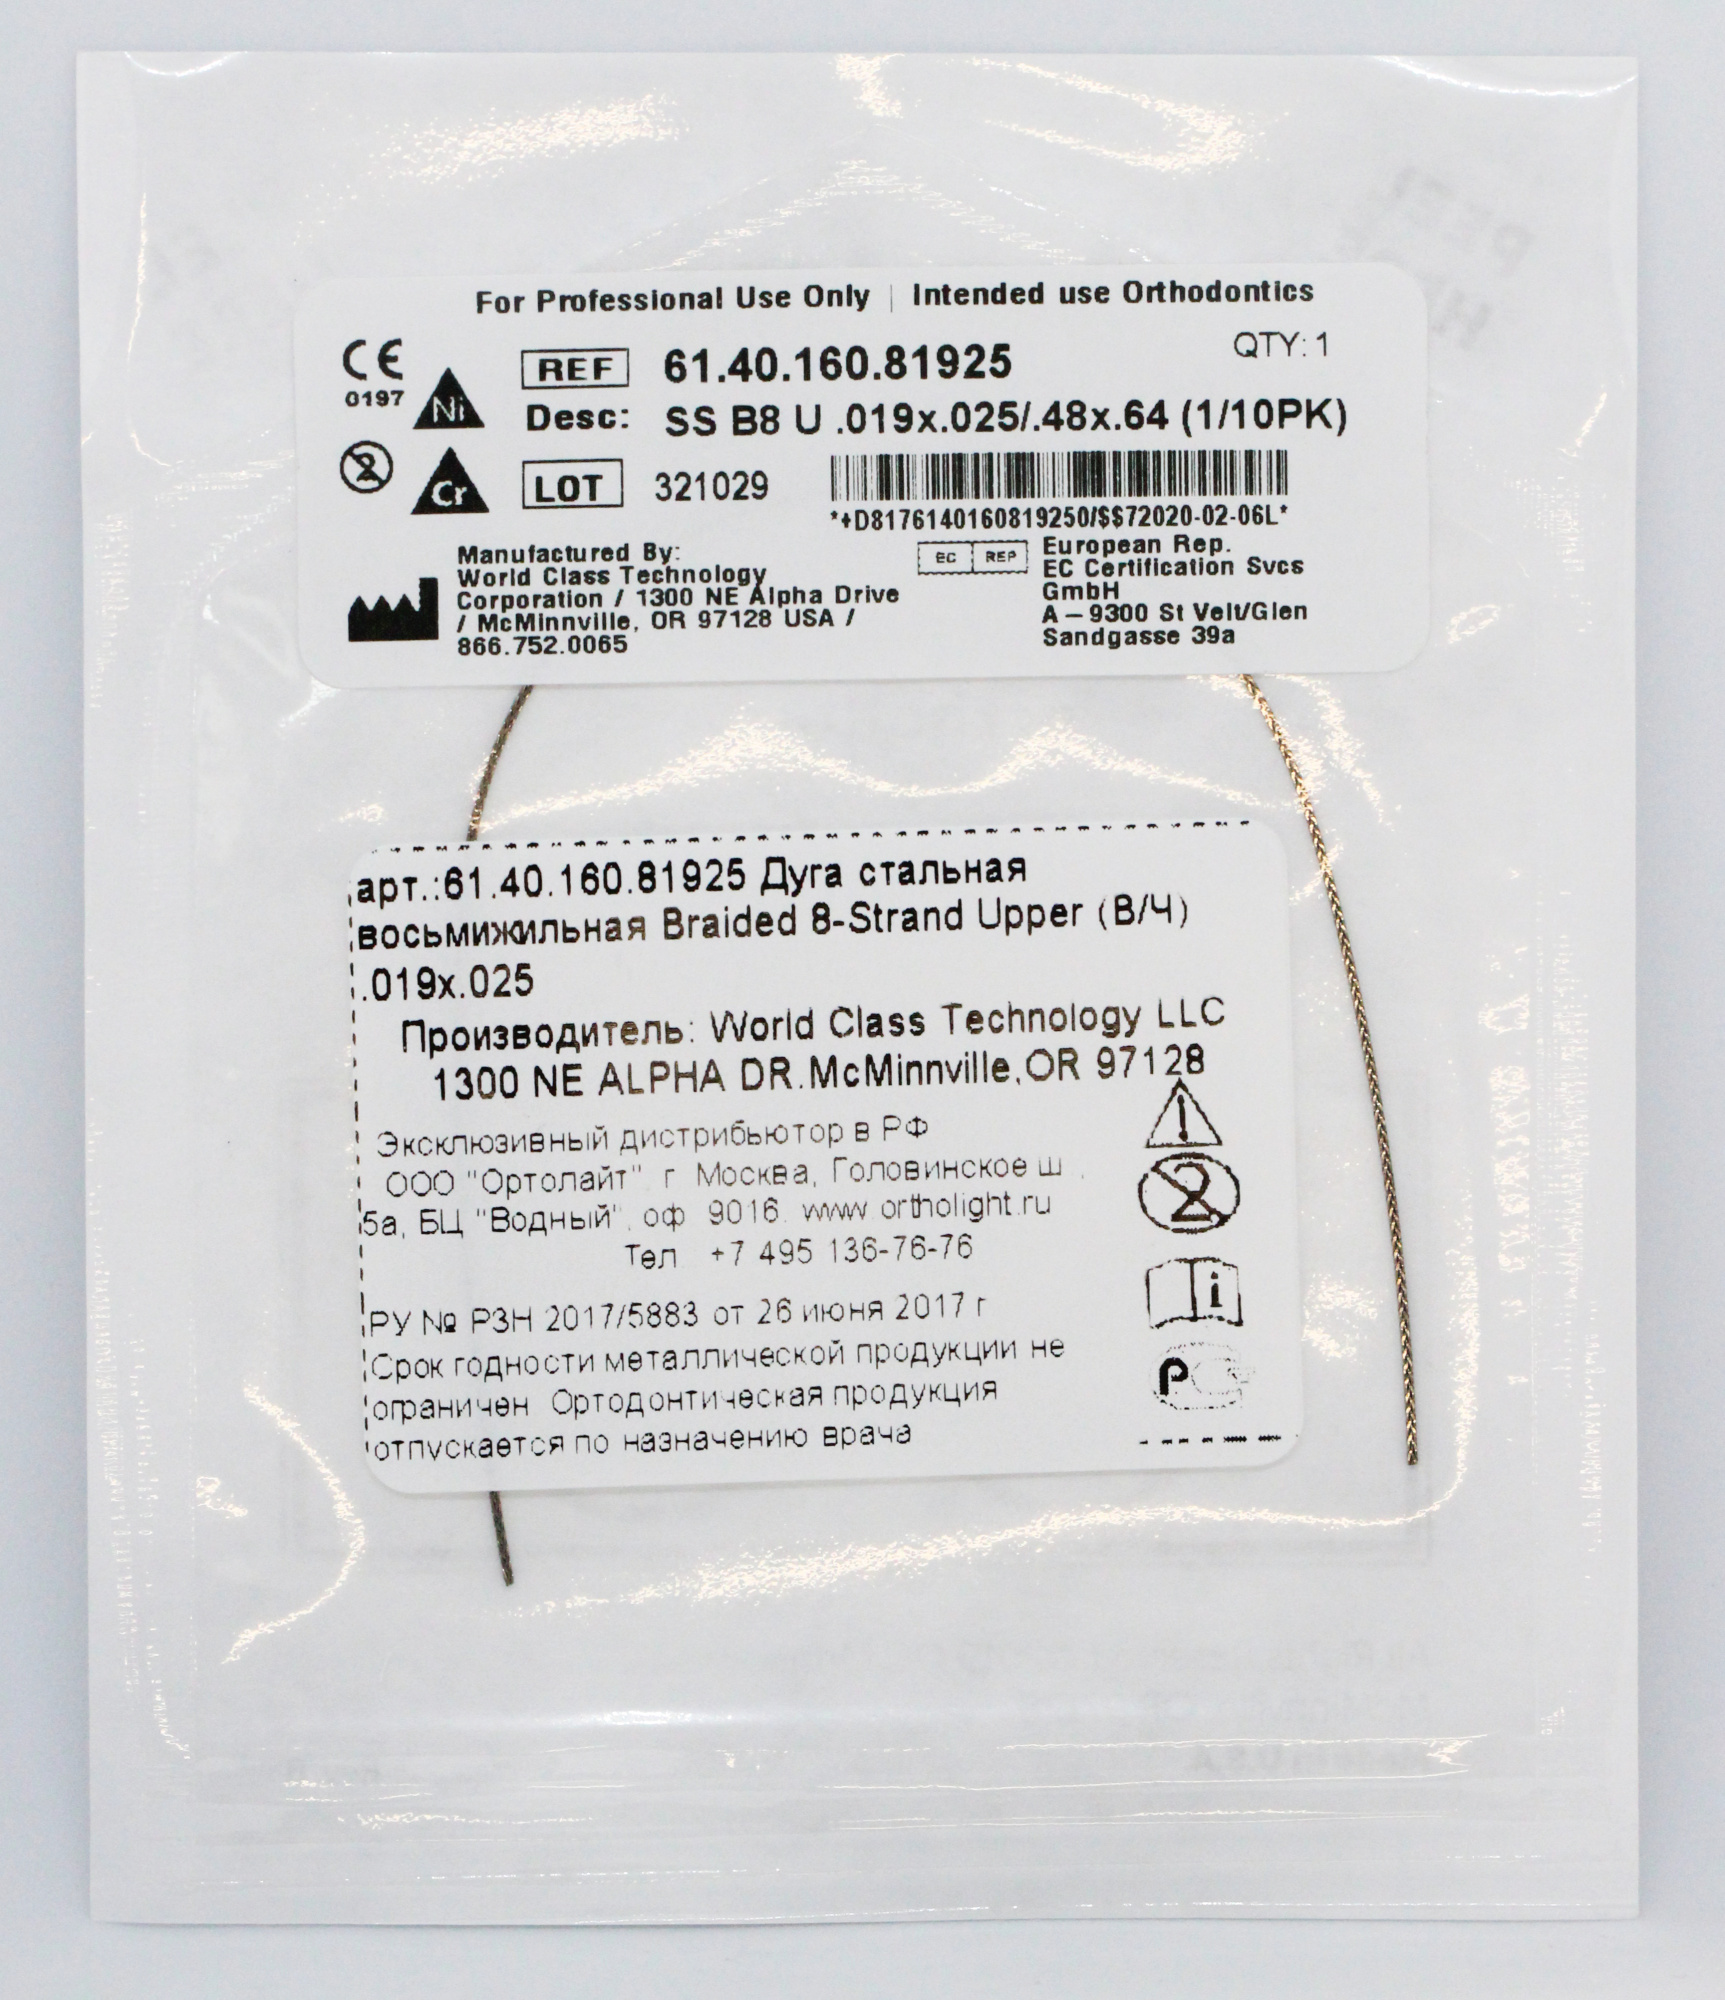 For Professional Use Only | Intended use Orthodontics
CE
0197
Ni
REF 61.40.160.81925 QTY: 1
Desc: SS B8 U .019x.025/.48x.64 (1/10PK)
2
Cr
LOT 321029
*+D8176140160819250/$$72020-02-06L*
Manufactured By:
World Class Technology
Corporation / 1300 NE Alpha Drive
/ McMinnville, OR 97128 USA /
866.752.0065
EC REP
European Rep.
EC Certification Svcs
GmbH
A – 9300 St Veit/Glen
Sandgasse 39a
арт.:61.40.160.81925 Дуга стальная
восьмижильная Braided 8-Strand Upper (В/Ч)
.019x.025
Производитель: World Class Technology LLC
1300 NE ALPHA DR.McMinnville,OR 97128
Эксклюзивный дистрибьютор в РФ
ООО "Ортолайт" г Москва, Головинское ш.,
5а, БЦ "Водный", оф 9016. www.ortholight.ru
Тел. +7 495 136-76-76
РУ № РЗН 2017/5883 от 26 июня 2017 г
Срок годности металлической продукции не
ограничен Ортодонтическая продукция
отпускается по назначению врача
2
i